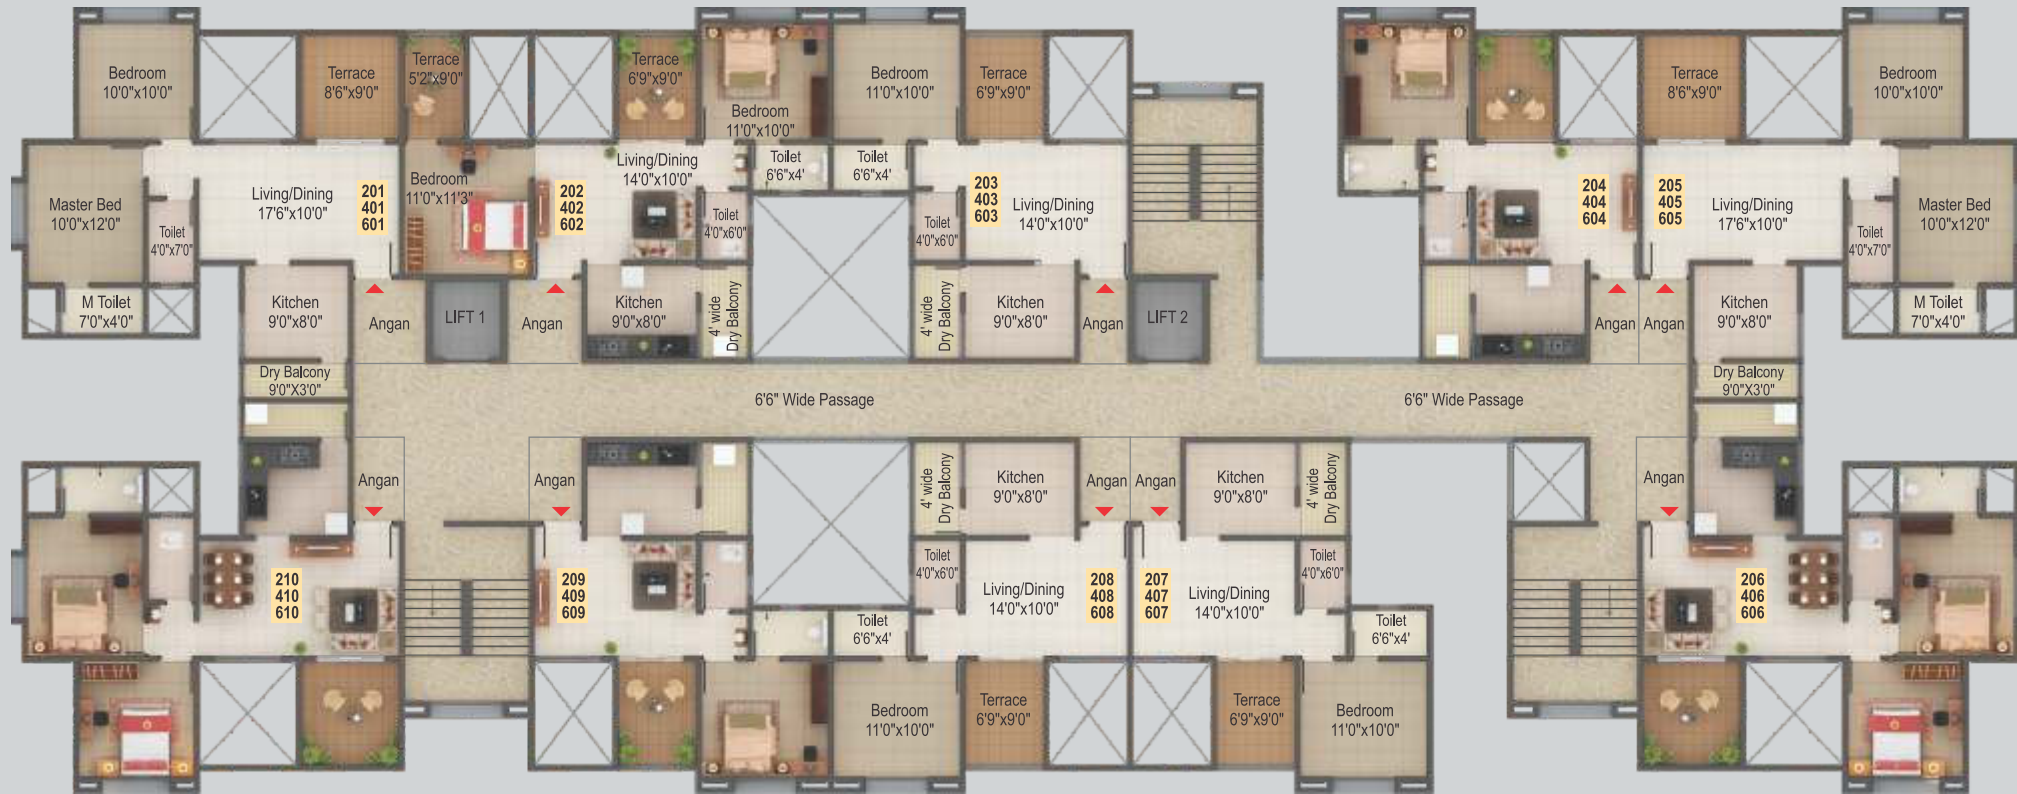 Bedroom
10'0"x10'0"
Terrace
8'6"x9'0"
Terrace
5'2"x9'0"
Terrace
6'9"x9'0"
Bedroom
11'0"x10'0"
Bedroom
11'0"x10'0"
Terrace
6'9"x9'0"
Terrace
8'6"x9'0"
Bedroom
10'0"x10'0"
Master Bed
10'0"x12'0"
Toilet
4'0"x7'0"
Living/Dining
17'6"x10'0"
201
401
601
Bedroom
11'0"x11'3"
202
402
602
Living/Dining
14'0"x10'0"
Toilet
4'0"x6'0"
Toilet
6'6"x4'
Toilet
6'6"x4'
Toilet
4'0"x6'0"
203
403
603
Living/Dining
14'0"x10'0"
204
404
604
205
405
605
Living/Dining
17'6"x10'0"
Toilet
4'0"x7'0"
Master Bed
10'0"x12'0"
M Toilet
7'0"x4'0"
Kitchen
9'0"x8'0"
Angan
LIFT 1
Angan
Kitchen
9'0"x8'0"
4' wide
Dry Balcony
4' wide
Dry Balcony
Kitchen
9'0"x8'0"
Angan
LIFT 2
Angan
Angan
Kitchen
9'0"x8'0"
M Toilet
7'0"x4'0"
Dry Balcony
9'0"X3'0"
6'6" Wide Passage
6'6" Wide Passage
Dry Balcony
9'0"X3'0"
Angan
Angan
4' wide
Dry Balcony
Kitchen
9'0"x8'0"
Angan
Angan
Kitchen
9'0"x8'0"
4' wide
Dry Balcony
Angan
210
410
610
209
409
609
Toilet
6'6"x4'
Toilet
4'0"x6'0"
Living/Dining
14'0"x10'0"
208
408
608
207
407
607
Living/Dining
14'0"x10'0"
Toilet
4'0"x6'0"
Toilet
6'6"x4'
206
406
606
Bedroom
11'0"x10'0"
Terrace
6'9"x9'0"
Terrace
6'9"x9'0"
Bedroom
11'0"x10'0"